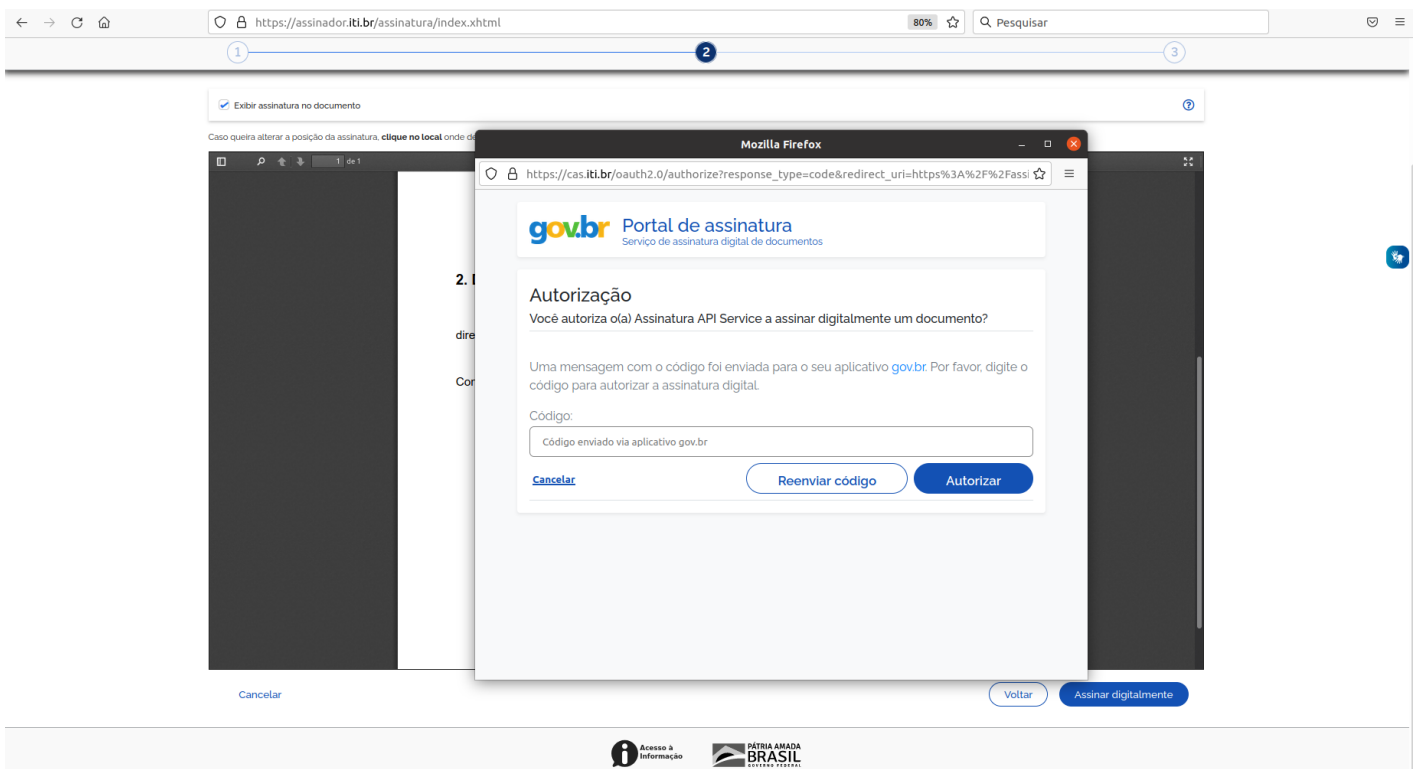 https://assinador.iti.br/assinatura/index.xhtml
80%
Pesquisar
1
2
3
Exibir assinatura no documento
Caso queira alterar a posição da assinatura, clique no local onde de
1 de 1
2.
dire
Cor
Mozilla Firefox
https://cas.iti.br/oauth2.0/authorize?response_type=code&redirect_uri=https%3A%2F%2Fassi
gov.br
Portal de assinatura
Serviço de assinatura digital de documentos
Autorização
Você autoriza o(a) Assinatura API Service a assinar digitalmente um documento?
Uma mensagem com o código foi enviada para o seu aplicativo gov.br. Por favor, digite o
código para autorizar a assinatura digital.
Código:
Código enviado via aplicativo gov.br
Cancelar
Reenviar código
Autorizar
Cancelar
Voltar
Assinar digitalmente
Acesso à
Informação
PÁTRIA AMADA
BRASIL
GOVERNO FEDERAL